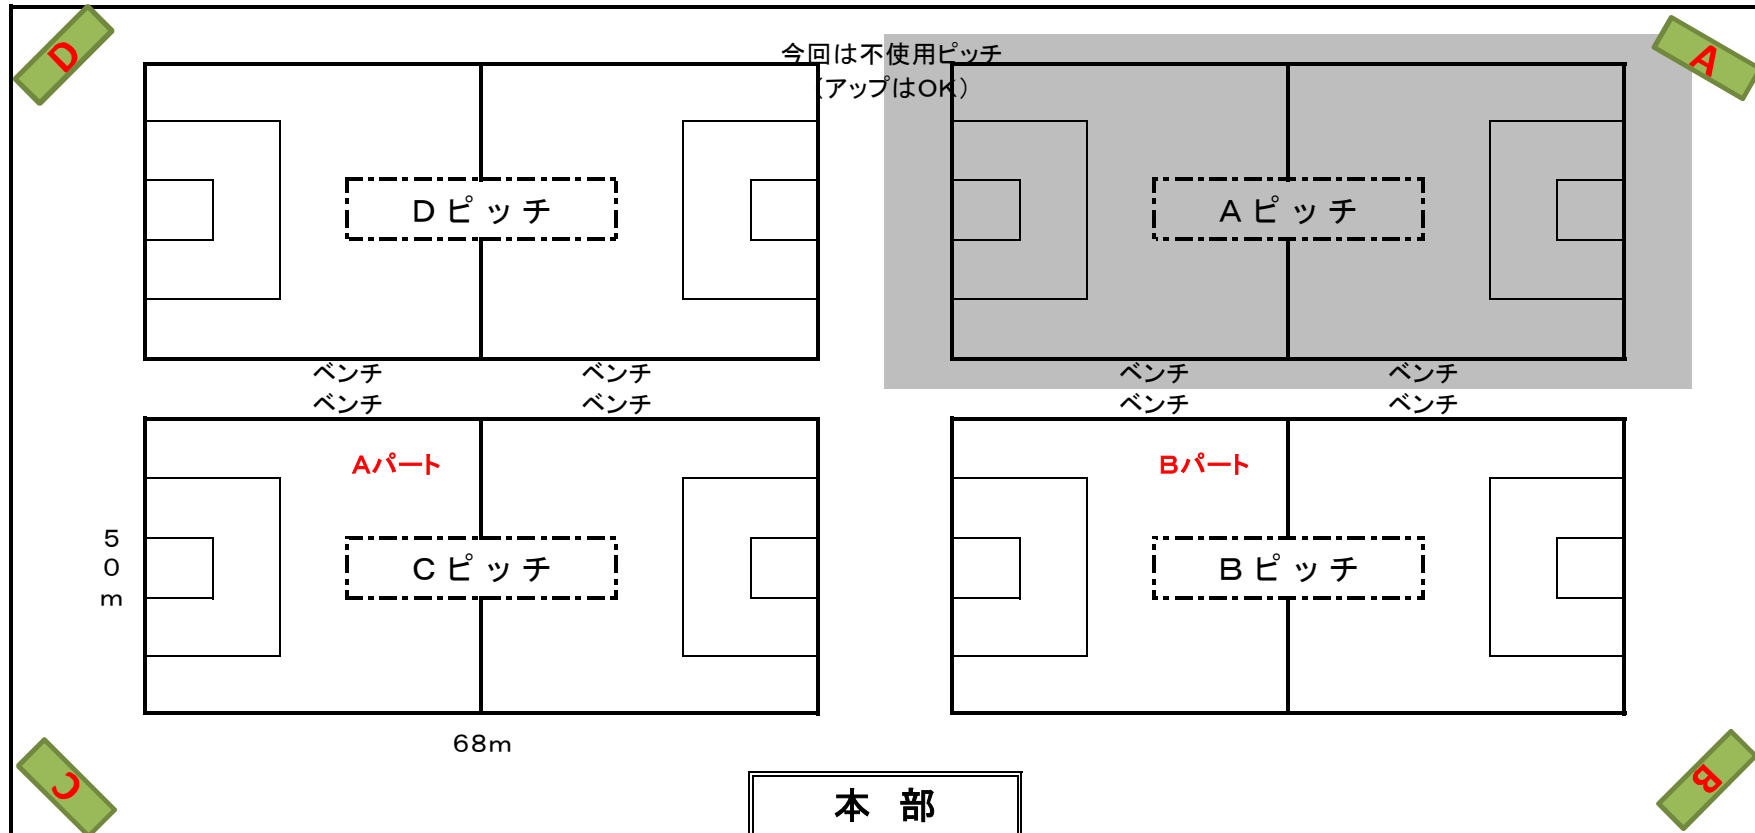 D
A
今回は不使用ピッチ
（アップはOK）
Dピッチ
Aピッチ
ベンチ ベンチ
ベンチ ベンチ
ベンチ ベンチ
ベンチ ベンチ
Aパート
Bパート
50m
Cピッチ
Bピッチ
68m
C
B
本 部